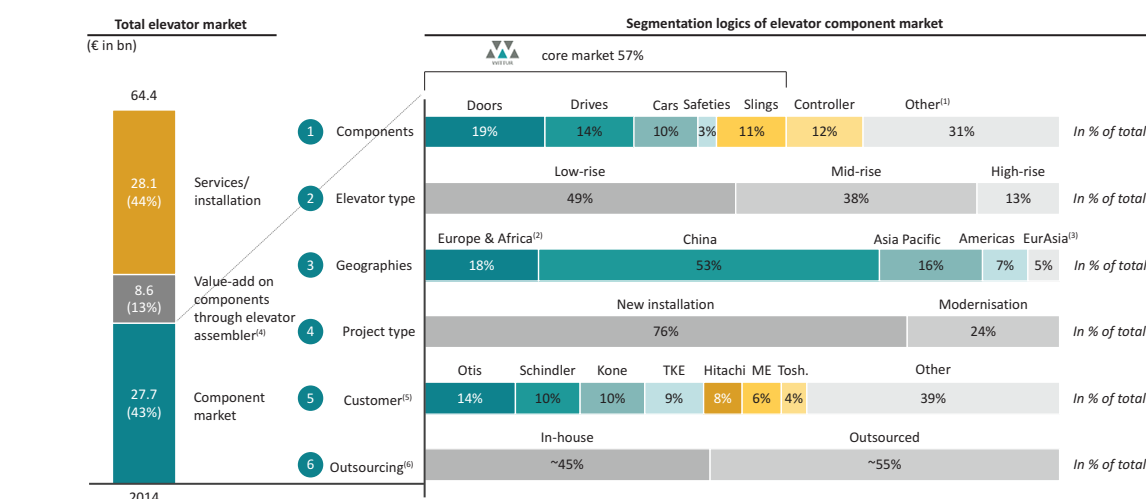 Total elevator market
Segmentation logics of elevator component market
(€ in bn)
core market 57%
64.4
28.1
(44%)
Services/
installation
8.6
(13%)
Value-add on
components
through elevator
assembler(4)
27.7
(43%)
Component
market
2014
Doors Drives Cars Safeties Slings Controller Other(1)
1 Components 19% 14% 10% 3% 11% 12% 31% In % of total
Low-rise Mid-rise High-rise
2 Elevator type 49% 38% 13% In % of total
Europe & Africa(2) China Asia Pacific Americas EurAsia(3)
3 Geographies 18% 53% 16% 7% 5% In % of total
New installation Modernisation
4 Project type 76% 24% In % of total
Otis Schindler Kone TKE Hitachi ME Tosh. Other
5 Customer(5) 14% 10% 10% 9% 8% 6% 4% 39% In % of total
In-house Outsourced
6 Outsourcing(6) ~45% ~55% In % of total